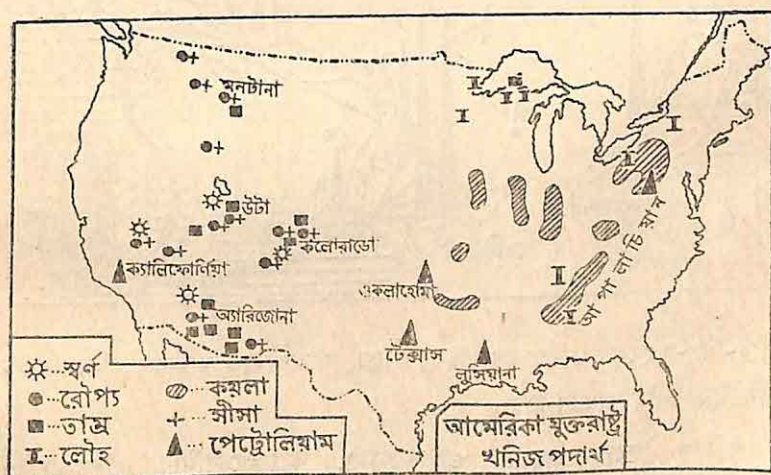 মনটানা
উটা
কলোরাডো
ক্যালিফোর্ণিয়া
ওকলাহোমা
অ্যারিজোনা
টেক্সাস
লুসিয়ানা
আপালাচিয়ান
স্বর্ণ
রৌপ্য
তাম্র
লৌহ
কয়লা
সীসা
পেট্রোলিয়াম
আমেরিকা যুক্তরাষ্ট্র
খনিজ পদার্থ